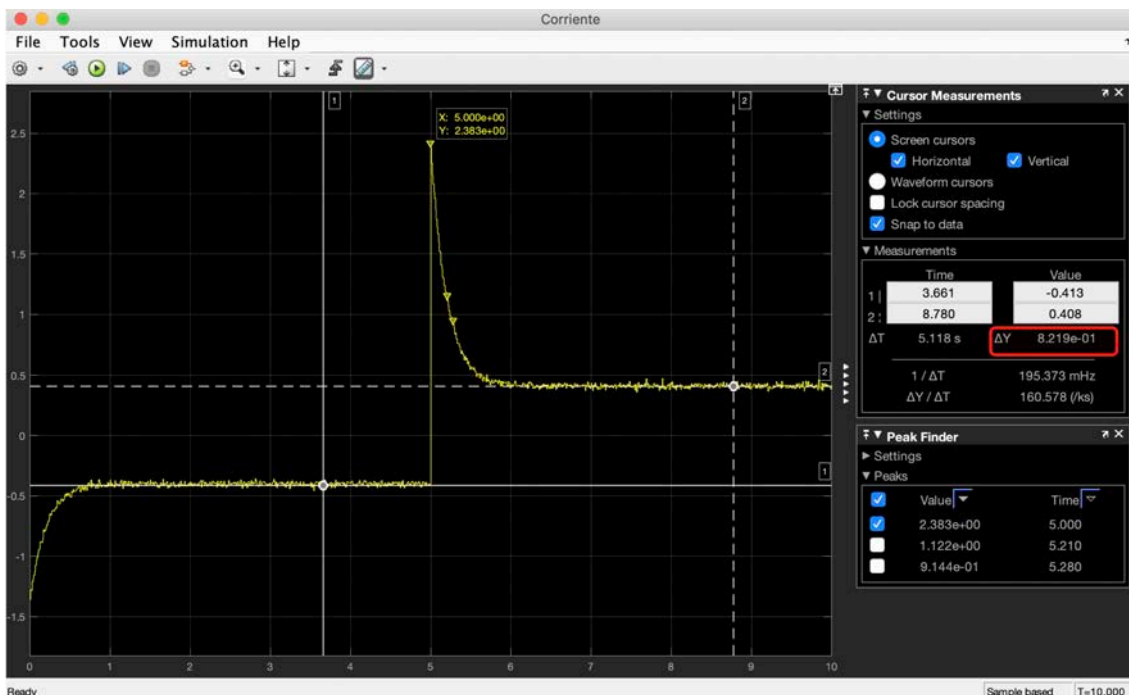 Corriente
File Tools View Simulation Help
1
2
X: 5.000e+00
Y: 2.383e+00
2.5
2
1.5
1
0.5
0
-0.5
-1
-1.5
2
1
0 1 2 3 4 5 6 7 8 9 10
Cursor Measurements
Settings
Screen cursors
Horizontal Vertical
Waveform cursors
Lock cursor spacing
Snap to data
Measurements
Time Value
1 | 3.661 -0.413
2 : 8.780 0.408
ΔT 5.118 s ΔY 8.219e-01
1 / ΔT 195.373 mHz
ΔY / ΔT 160.578 (/ks)
Peak Finder
Settings
Peaks
Value Time
2.383e+00 5.000
1.122e+00 5.210
9.144e-01 5.280
Ready Sample based T=10.000